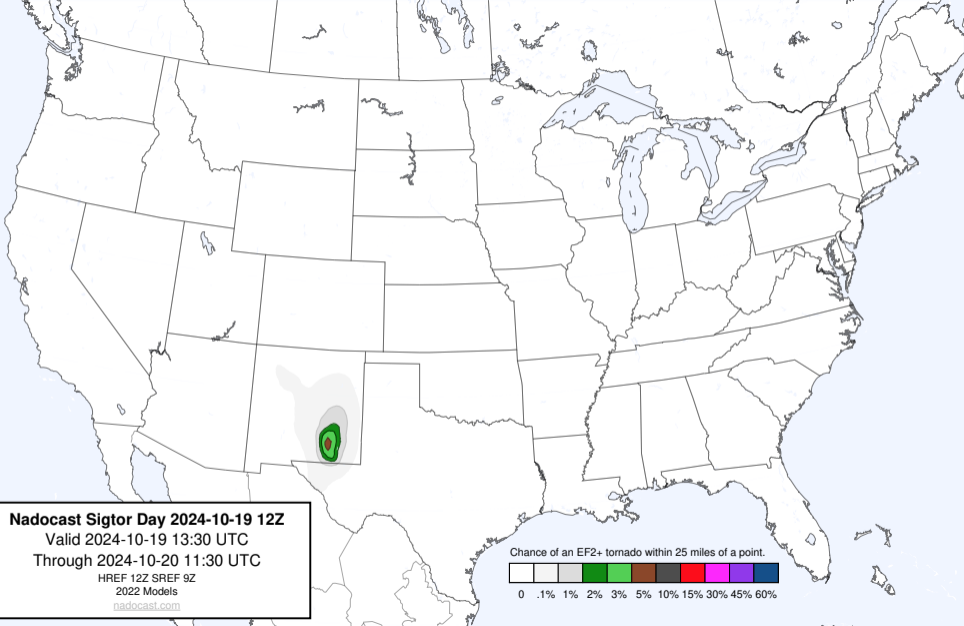 Nadocast Sigtor Day 2024-10-19 12Z
Valid 2024-10-19 13:30 UTC
Through 2024-10-20 11:30 UTC
HREF 12Z SREF 9Z
2022 Models
nadocast.com
Chance of an EF2+ tornado within 25 miles of a point.
0 .1% 1% 2% 3% 5% 10% 15% 30% 45% 60%